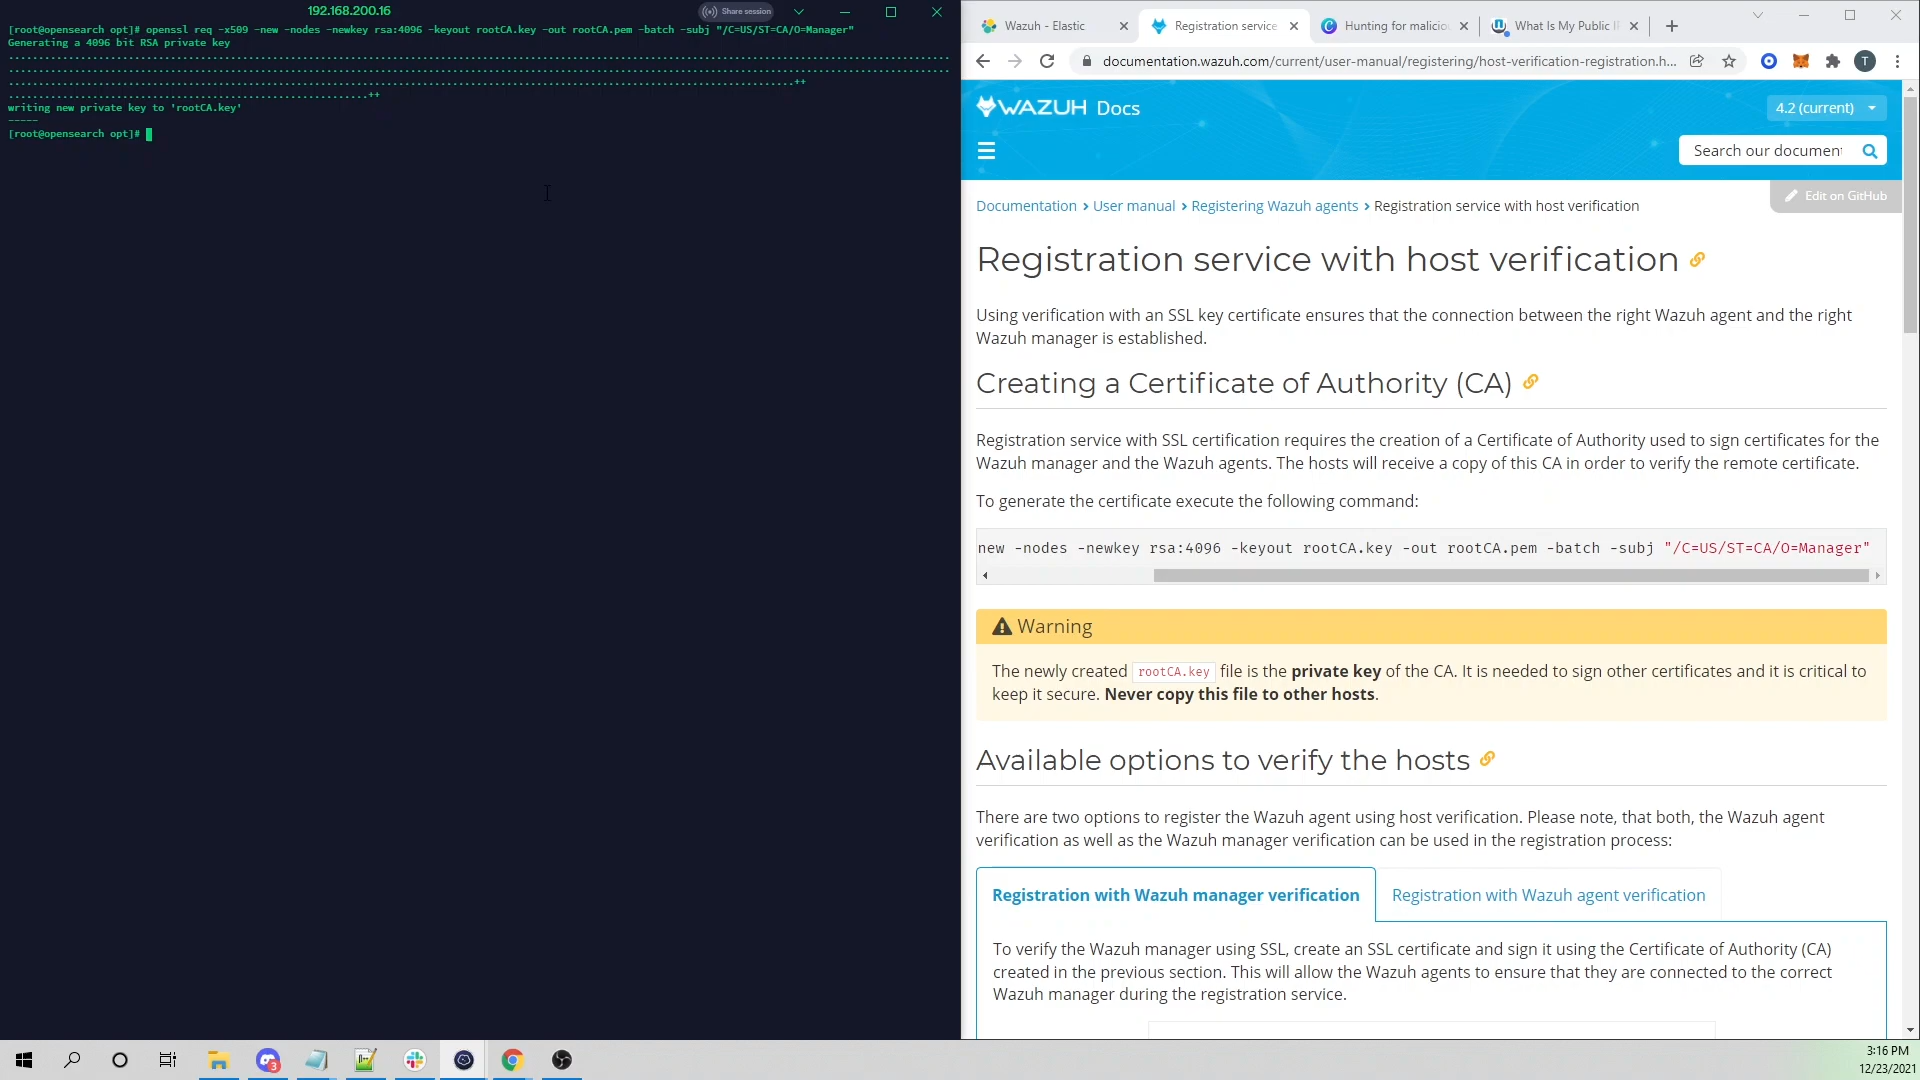 192.168.200.16
Share session
[root@opensearch opt]# openssl req -x509 -new -nodes -newkey rsa:4096 -keyout rootCA.key -out rootCA.pem -batch -subj "/C=US/ST=CA/O=Manager"
Generating a 4096 bit RSA private key
++
++
writing new private key to 'rootCA.key'
-----
[root@opensearch opt]#
Wazuh - Elastic
Registration service
Hunting for malicio
What Is My Public I
documentation.wazuh.com/current/user-manual/registering/host-verification-registration.h...
T
WAZUH Docs
4.2 (current)
Search our document
Edit on GitHub
Documentation > User manual > Registering Wazuh agents > Registration service with host verification
Registration service with host verification
Using verification with an SSL key certificate ensures that the connection between the right Wazuh agent and the right
Wazuh manager is established.
Creating a Certificate of Authority (CA)
Registration service with SSL certification requires the creation of a Certificate of Authority used to sign certificates for the
Wazuh manager and the Wazuh agents. The hosts will receive a copy of this CA in order to verify the remote certificate.
To generate the certificate execute the following command:
new -nodes -newkey rsa:4096 -keyout rootCA.key -out rootCA.pem -batch -subj "/C=US/ST=CA/O=Manager"
Warning
The newly created rootCA.key file is the private key of the CA. It is needed to sign other certificates and it is critical to
keep it secure. Never copy this file to other hosts.
Available options to verify the hosts
There are two options to register the Wazuh agent using host verification. Please note, that both, the Wazuh agent
verification as well as the Wazuh manager verification can be used in the registration process:
Registration with Wazuh manager verification
Registration with Wazuh agent verification
To verify the Wazuh manager using SSL, create an SSL certificate and sign it using the Certificate of Authority (CA)
created in the previous section. This will allow the Wazuh agents to ensure that they are connected to the correct
Wazuh manager during the registration service.
3
3:16 PM
12/23/2021